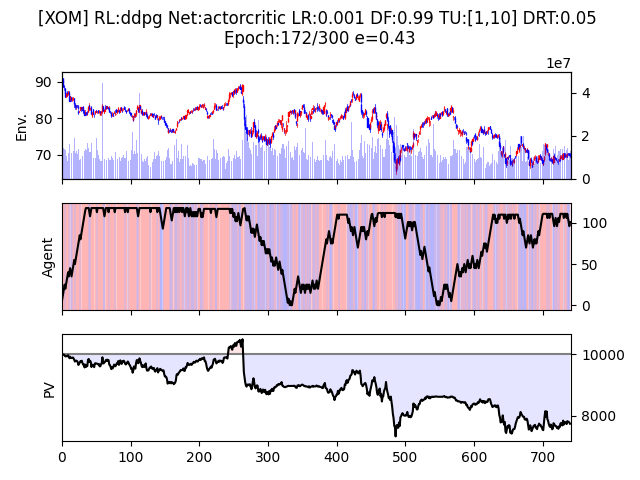 [XOM] RL:ddpg Net:actorcritic LR:0.001 DF:0.99 TU:[1,10] DRT:0.05
Epoch:172/300 e=0.43
1e7
90
80
70
Env.
4
2
0
Agent
100
50
0
PV
10000
8000
0 100 200 300 400 500 600 700